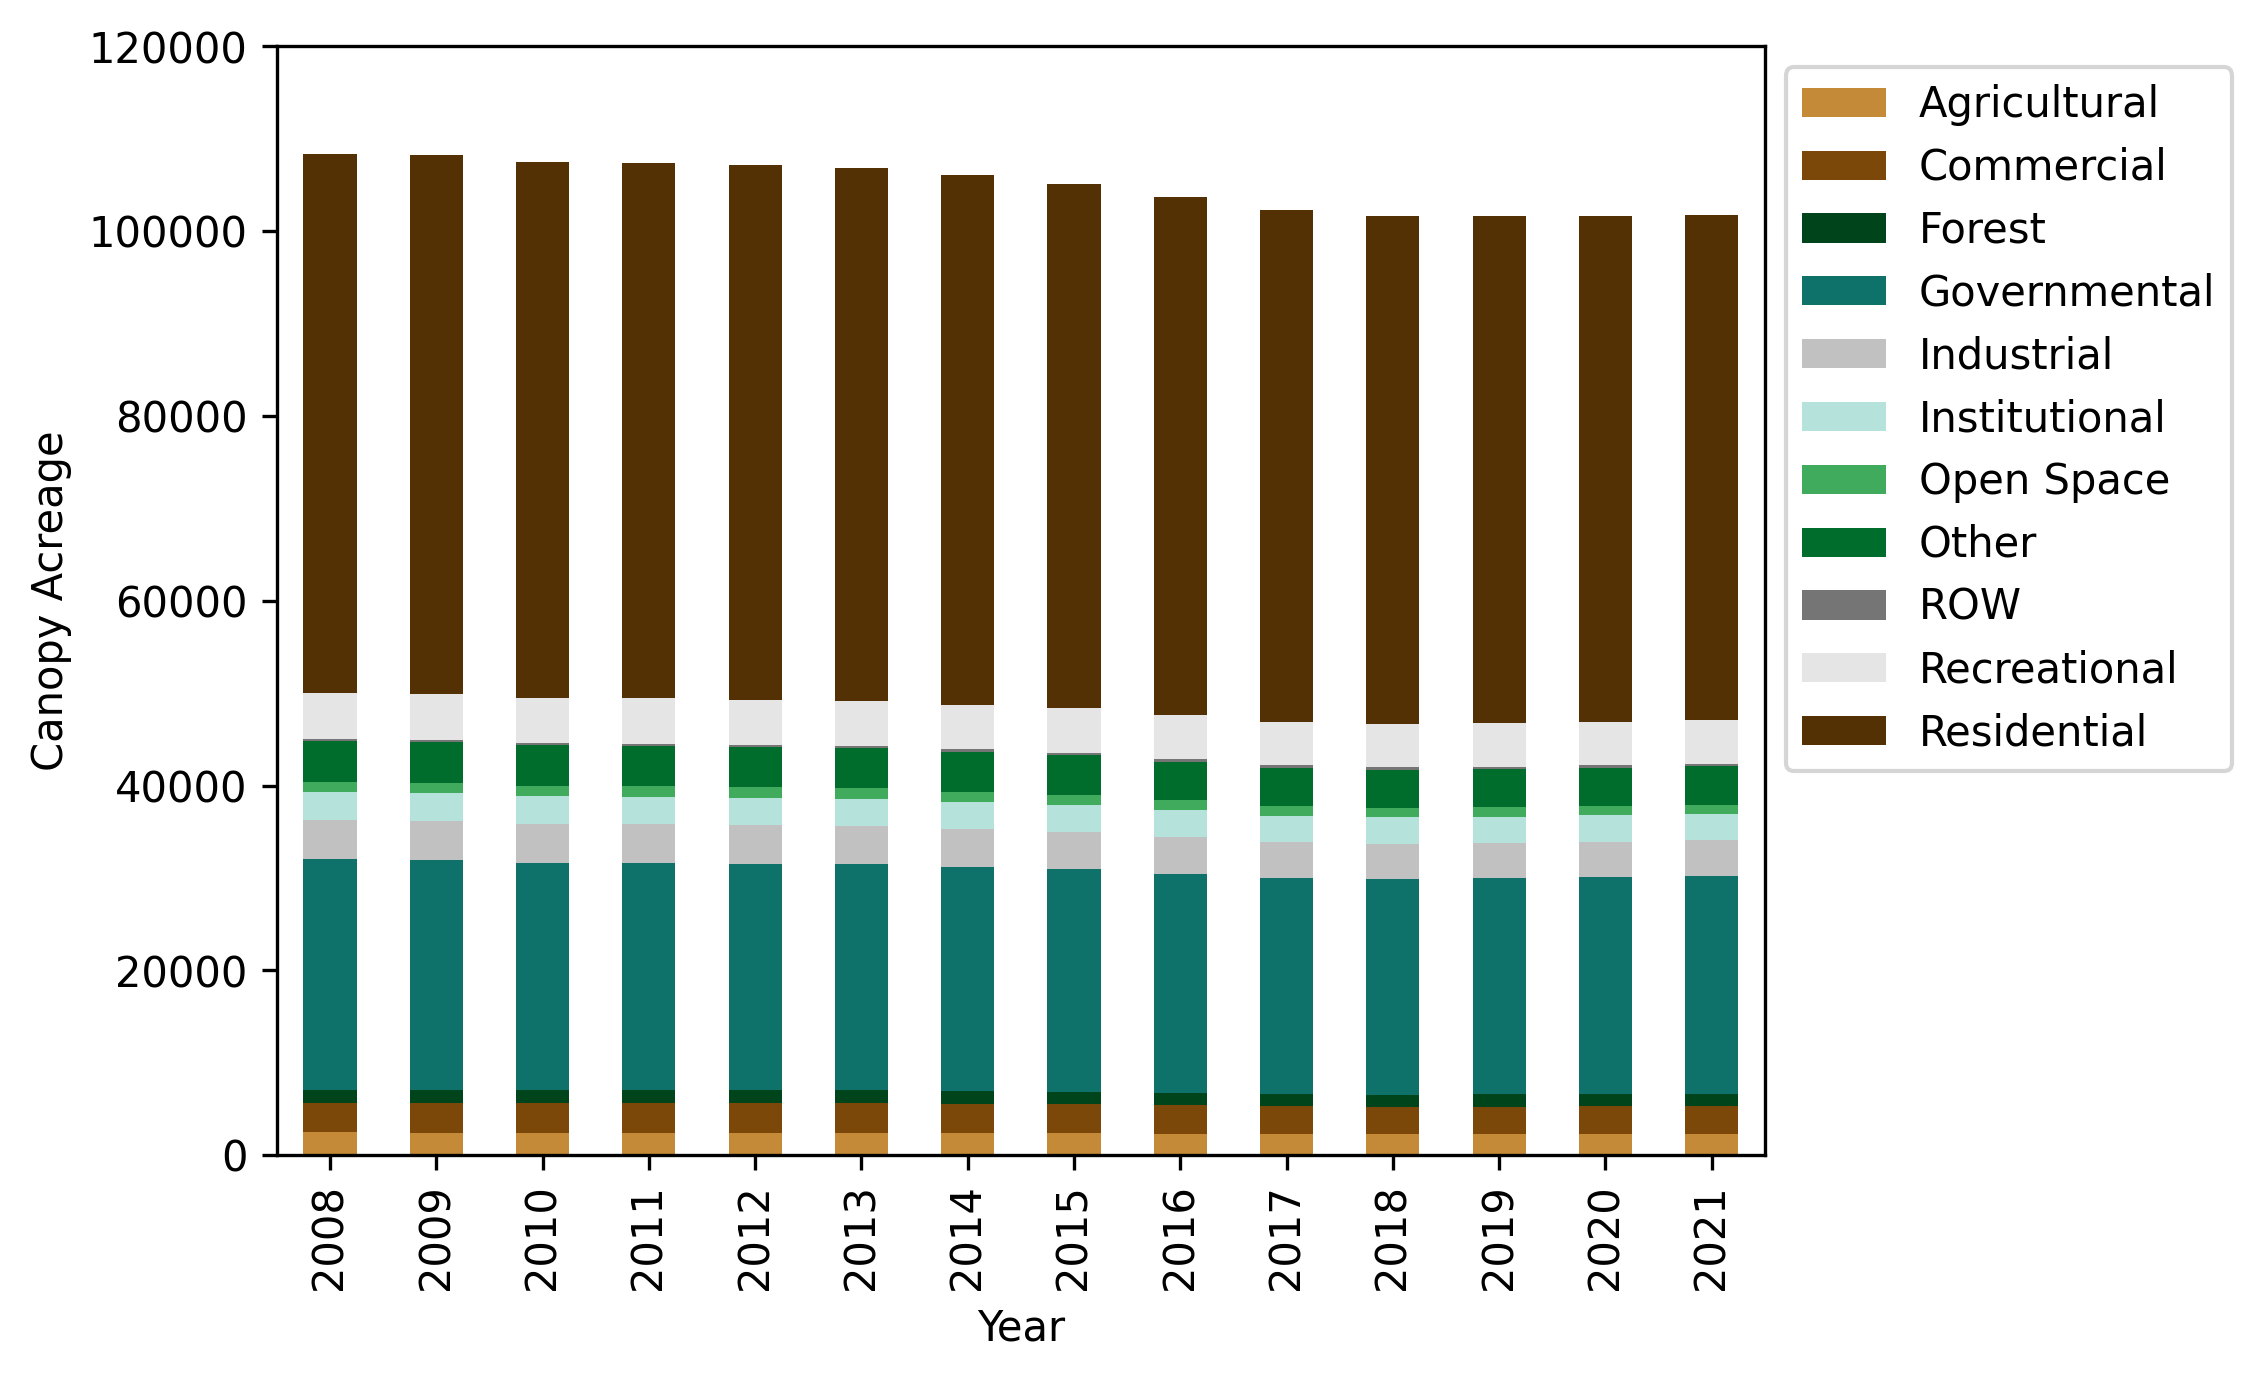 120000
100000
80000
60000
40000
20000
0
Canopy Acreage
2008
2009
2010
2011
2012
2013
2014
2015
2016
2017
2018
2019
2020
2021
Year
Agricultural
Commercial
Forest
Governmental
Industrial
Institutional
Open Space
Other
ROW
Recreational
Residential